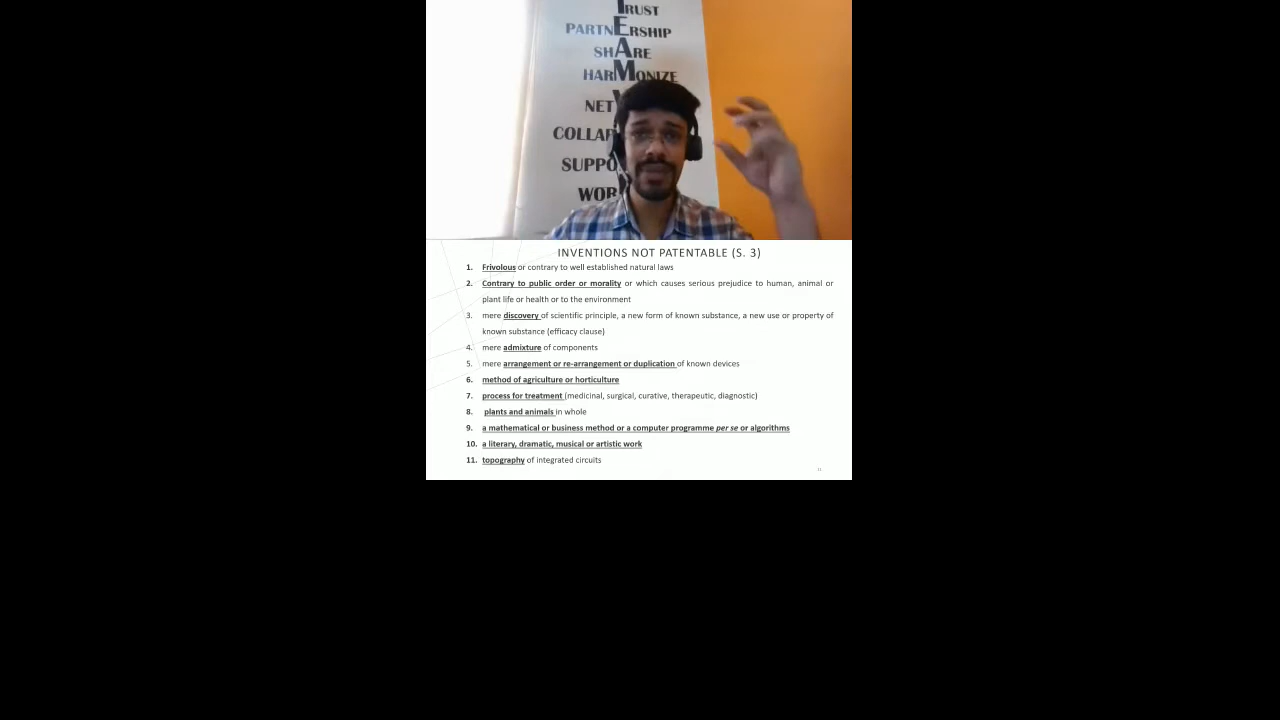 TRUST
PARTNERSHIP
SHARE
HARMONIZE
NET
SUPPO
WOR
INVENTIONS NOT PATENTABLE (S. 3)
1. Frivolous or contrary to well established natural laws
2. Contrary to public order or morality or which causes serious prejudice to human, animal or
plant life or health or to the environment
3. mere discovery of scientific principle, a new form of known substance, a new use or property of
known substance (efficacy clause)
4. mere admixture of components
5. mere arrangement or re-arrangement or duplication of known devices
6. method of agriculture or horticulture
7. process for treatment (medicinal, surgical, curative, therapeutic, diagnostic)
8. plants and animals in whole
9. a mathematical or business method or a computer programme per se or algorithms
10. a literary, dramatic, musical or artistic work
11. topography of integrated circuits